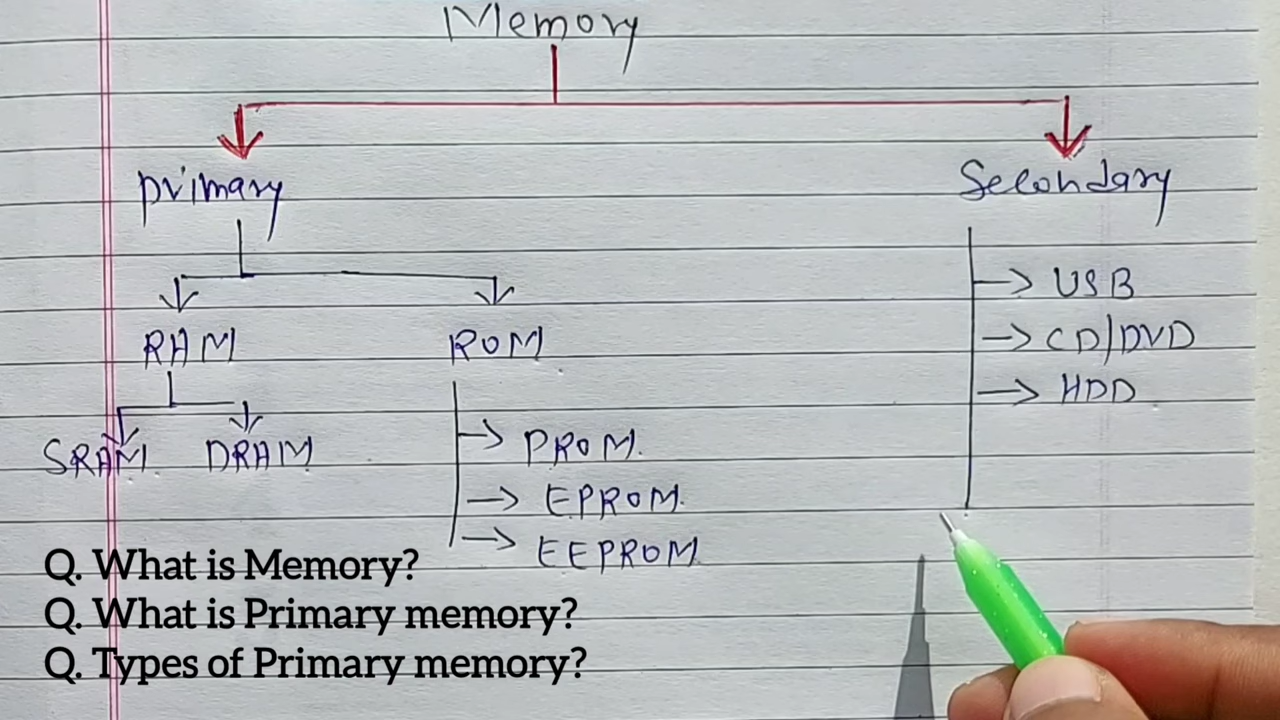 Memory
Primary
Secondary
RAM
ROM
SRAM
DRAM
PROM.
EPROM.
EEPROM.
USB
CD/DVD
HDD
Q. What is Memory?
Q. What is Primary memory?
Q. Types of Primary memory?